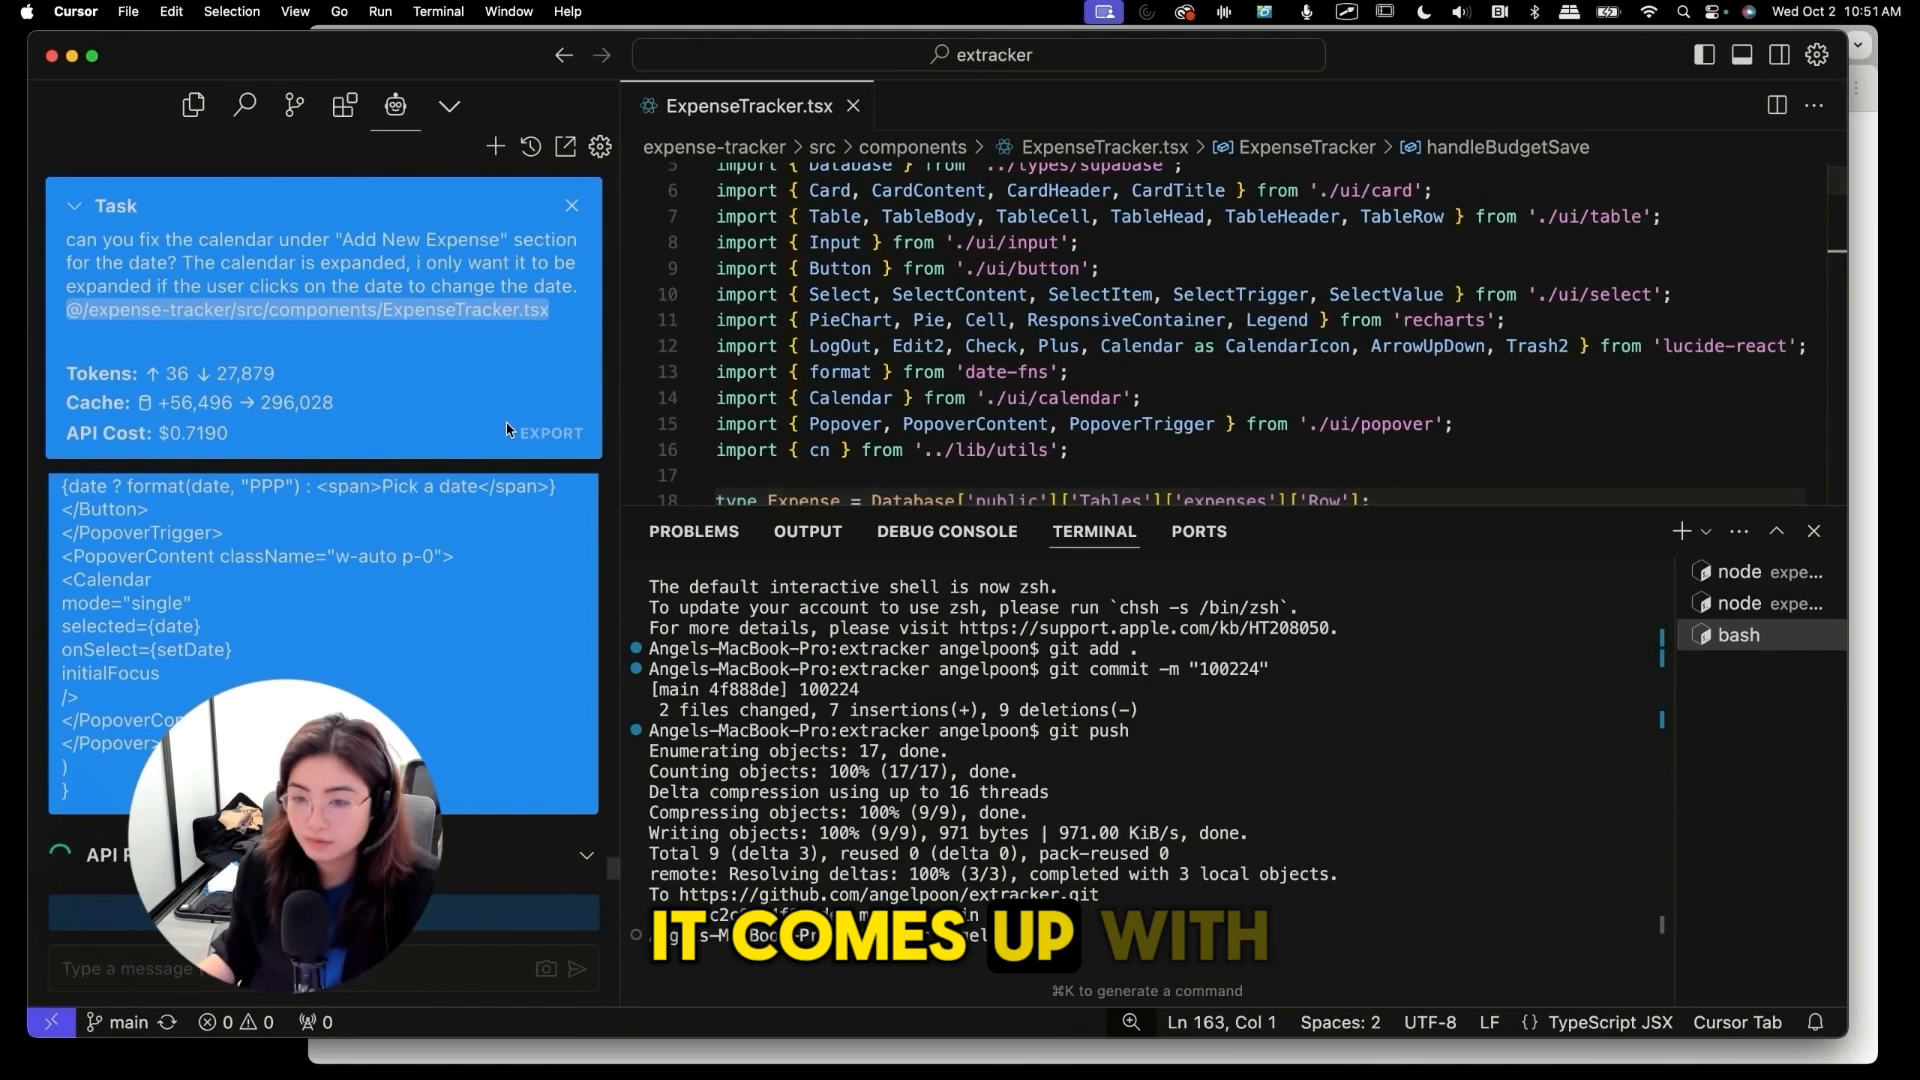 Cursor File Edit Selection View Go Run Terminal Window Help
Wed Oct 2 10:51 AM
extracker
ExpenseTracker.tsx
expense-tracker > src > components > ExpenseTracker.tsx > ExpenseTracker > handleBudgetSave
Task
can you fix the calendar under "Add New Expense" section
for the date? The calendar is expanded, i only want it to be
expanded if the user clicks on the date to change the date.
@/expense-tracker/src/components/ExpenseTracker.tsx
Tokens: ↑ 36 ↓ 27,879
Cache: +56,496 → 296,028
API Cost: $0.7190
EXPORT
{date ? format(date, "PPP") : <span>Pick a date</span>}
</Button>
</PopoverTrigger>
<PopoverContent className="w-auto p-0">
<Calendar
mode="single"
selected={date}
onSelect={setDate}
initialFocus
/>
</PopoverCon
</Popover>
)
}
API
Type a message
5 import { Database } from '../types/supabase';
6 import { Card, CardContent, CardHeader, CardTitle } from './ui/card';
7 import { Table, TableBody, TableCell, TableHead, TableHeader, TableRow } from './ui/table';
8 import { Input } from './ui/input';
9 import { Button } from './ui/button';
10 import { Select, SelectContent, SelectItem, SelectTrigger, SelectValue } from './ui/select';
11 import { PieChart, Pie, Cell, ResponsiveContainer, Legend } from 'recharts';
12 import { LogOut, Edit2, Check, Plus, Calendar as CalendarIcon, ArrowUpDown, Trash2 } from 'lucide-react';
13 import { format } from 'date-fns';
14 import { Calendar } from './ui/calendar';
15 import { Popover, PopoverContent, PopoverTrigger } from './ui/popover';
16 import { cn } from '../lib/utils';
17
18 type Expense = Database['public']['Tables']['expenses']['Row'];
PROBLEMS OUTPUT DEBUG CONSOLE TERMINAL PORTS
The default interactive shell is now zsh.
To update your account to use zsh, please run `chsh -s /bin/zsh`.
For more details, please visit https://support.apple.com/kb/HT208050.
Angels-MacBook-Pro:extracker angelpoon$ git add .
Angels-MacBook-Pro:extracker angelpoon$ git commit -m "100224"
[main 4f888de] 100224
2 files changed, 7 insertions(+), 9 deletions(-)
Angels-MacBook-Pro:extracker angelpoon$ git push
Enumerating objects: 17, done.
Counting objects: 100% (17/17), done.
Delta compression using up to 16 threads
Compressing objects: 100% (9/9), done.
Writing objects: 100% (9/9), 971 bytes | 971.00 KiB/s, done.
Total 9 (delta 3), reused 0 (delta 0), pack-reused 0
remote: Resolving deltas: 100% (3/3), completed with 3 local objects.
To https://github.com/angelpoon/extracker.git
IT COMES UP WITH
⌘K to generate a command
node expe...
node expe...
bash
main 0 0 0
Ln 163, Col 1 Spaces: 2 UTF-8 LF {} TypeScript JSX Cursor Tab